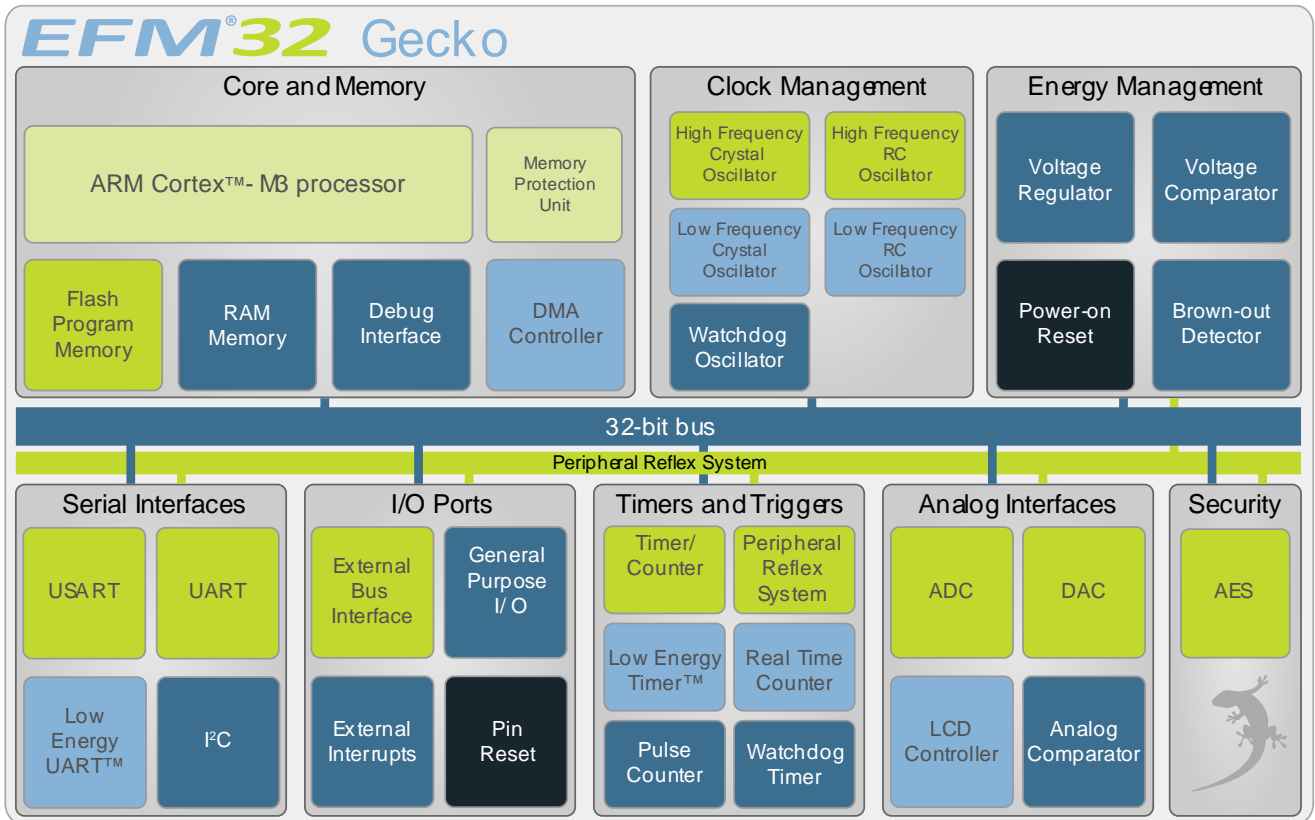 EFM®32 Gecko
Core and Memory
ARM Cortex™- M3 processor
Memory
Protection
Unit
Flash
Program
Memory
RAM
Memory
Debug
Interface
DMA
Controller
Clock Management
High Frequency
Crystal
Oscillator
High Frequency
RC
Oscillator
Low Frequency
Crystal
Oscillator
Low Frequency
RC
Oscillator
Watchdog
Oscillator
Energy Management
Voltage
Regulator
Voltage
Comparator
Power-on
Reset
Brown-out
Detector
32-bit bus
Peripheral Reflex System
Serial Interfaces
USART
UART
Low
Energy
UART™
I²C
I/O Ports
External
Bus
Interface
General
Purpose
I/ O
External
Interrupts
Pin
Reset
Timers and Triggers
Timer/
Counter
Peripheral
Reflex
System
Low Energy
Timer™
Real Time
Counter
Pulse
Counter
Watchdog
Timer
Analog Interfaces
ADC
DAC
LCD
Controller
Analog
Comparator
Security
AES